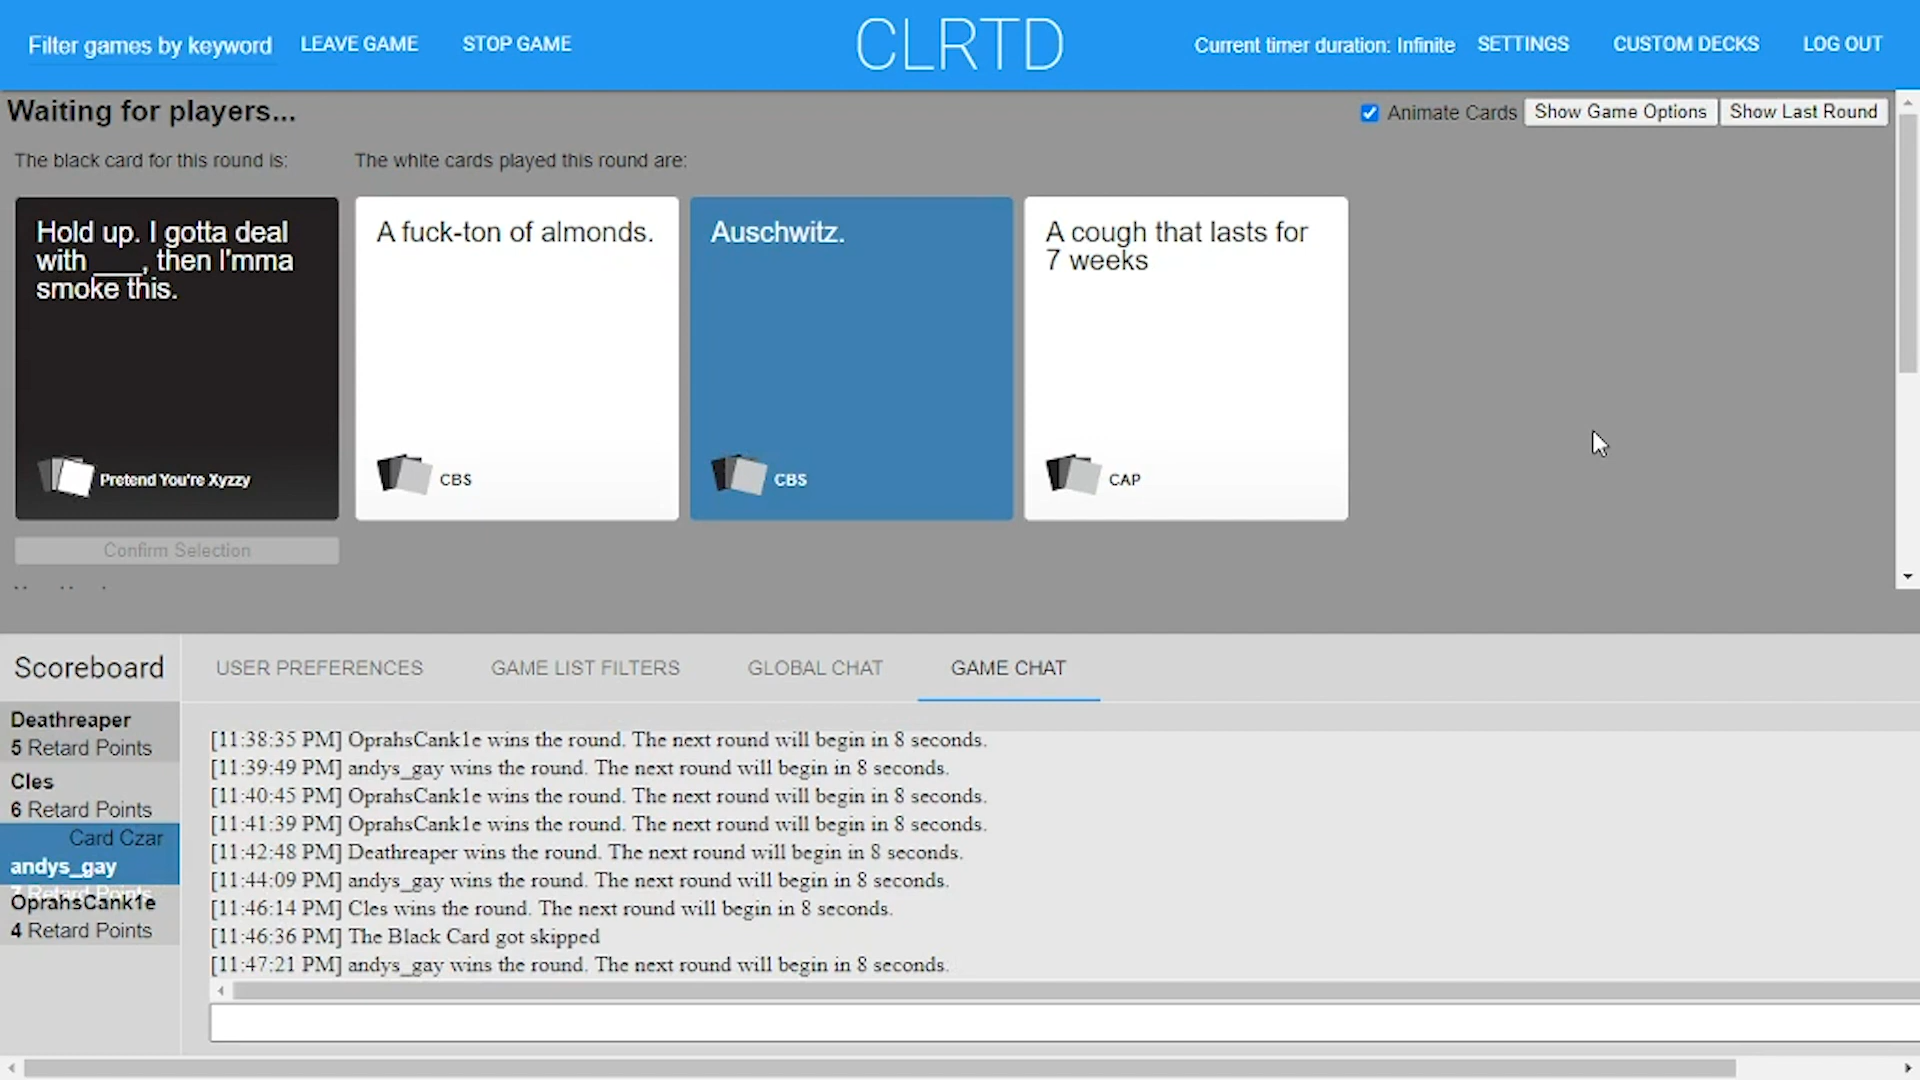 Filter games by keyword
LEAVE GAME
STOP GAME
CLRTD
Current timer duration: Infinite
SETTINGS
CUSTOM DECKS
LOG OUT
Waiting for players...
Animate Cards
Show Game Options
Show Last Round
The black card for this round is:
The white cards played this round are:
Hold up. I gotta deal
with ___, then I'mma
smoke this.
Pretend You're Xyzzy
A fuck-ton of almonds.
CBS
Auschwitz.
CBS
A cough that lasts for
7 weeks
CAP
Confirm Selection
Scoreboard
USER PREFERENCES
GAME LIST FILTERS
GLOBAL CHAT
GAME CHAT
Deathreaper
5 Retard Points
Cles
6 Retard Points
Card Czar
andys_gay
7 Retard Points
OprahsCank1e
4 Retard Points
[11:38:35 PM] OprahsCank1e wins the round. The next round will begin in 8 seconds.
[11:39:49 PM] andys_gay wins the round. The next round will begin in 8 seconds.
[11:40:45 PM] OprahsCank1e wins the round. The next round will begin in 8 seconds.
[11:41:39 PM] OprahsCank1e wins the round. The next round will begin in 8 seconds.
[11:42:48 PM] Deathreaper wins the round. The next round will begin in 8 seconds.
[11:44:09 PM] andys_gay wins the round. The next round will begin in 8 seconds.
[11:46:14 PM] Cles wins the round. The next round will begin in 8 seconds.
[11:46:36 PM] The Black Card got skipped
[11:47:21 PM] andys_gay wins the round. The next round will begin in 8 seconds.